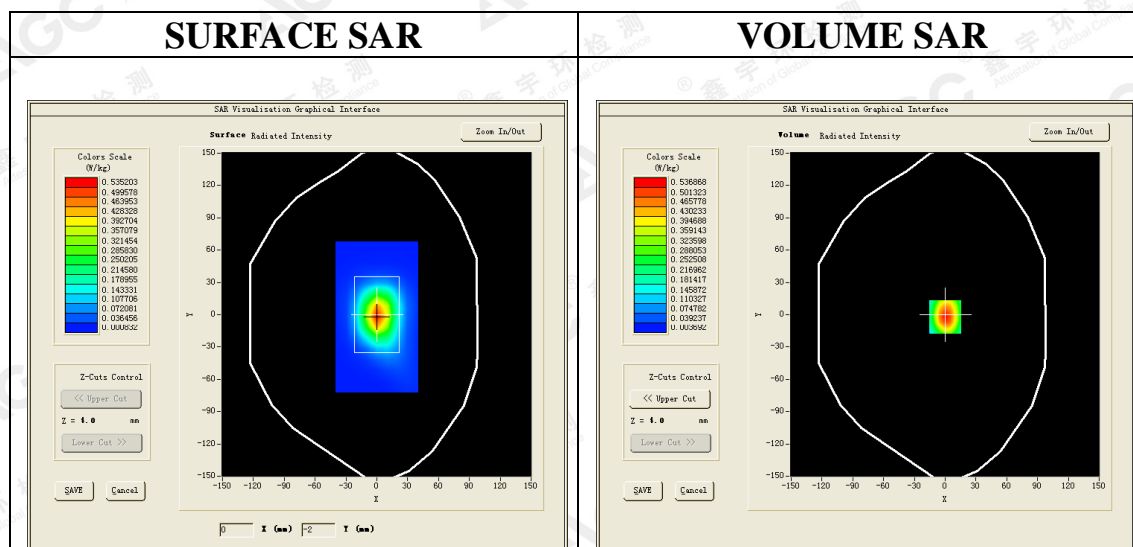 SURFACE SAR
VOLUME SAR
SAR Visualisation Graphical Interface
Surface Radiated Intensity
Zoom In/Out
Colors Scale
(W/kg)
0.535203
0.499578
0.463953
0.428328
0.392704
0.357079
0.321454
0.285830
0.250205
0.214580
0.178955
0.143331
0.107706
0.072081
0.036456
0.000832
150
120
90
60
30
0
-30
-60
-90
-120
-150
Y
-150 -120 -90 -60 -30 0 30 60 90 120 150
X
Z-Cuts Control
<< Upper Cut
Z = 4.0 mm
Lower Cut >>
SAVE Cancel
0 X (mm) -2 Y (mm)
SAR Visualisation Graphical Interface
Volume Radiated Intensity
Zoom In/Out
Colors Scale
(W/kg)
0.536868
0.501323
0.465778
0.430233
0.394688
0.359143
0.323598
0.288053
0.252508
0.216962
0.181417
0.145872
0.110327
0.074782
0.039237
0.003692
150
120
90
60
30
0
-30
-60
-90
-120
-150
Y
-150 -120 -90 -60 -30 0 30 60 90 120 150
X
Z-Cuts Control
<< Upper Cut
Z = 4.0 mm
Lower Cut >>
SAVE Cancel